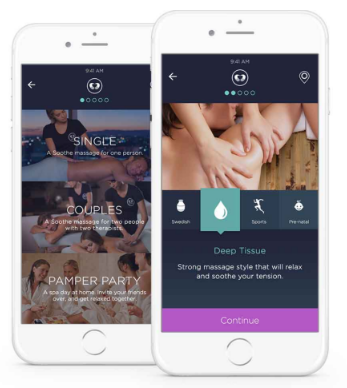 9:41 AM
SINGLE
A Soothe massage for one person.
COUPLES
A Soothe massage for two people
with two therapists.
PAMPER PARTY
A spa day at home. Invite your friends
over, and get relaxed together.
9:41 AM
Swedish
Sports
Pre-natal
Deep Tissue
Strong massage style that will relax
and soothe your tension.
Continue